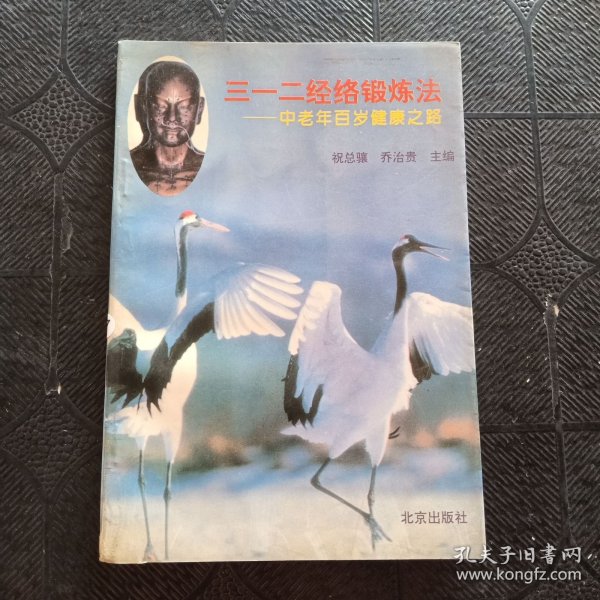 三一二经络锻炼法
——中老年百岁健康之路
祝总骧 乔治贵 主编
北京出版社
孔夫子旧书网
www.kongfz.com